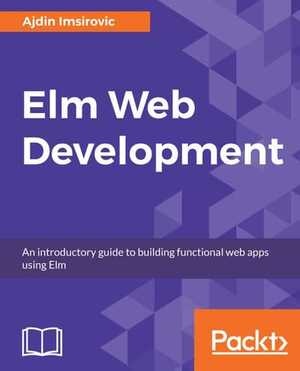 Ajdin Imsirovic
Elm Web
Development
An introductory guide to building functional web apps
using Elm
Packt>